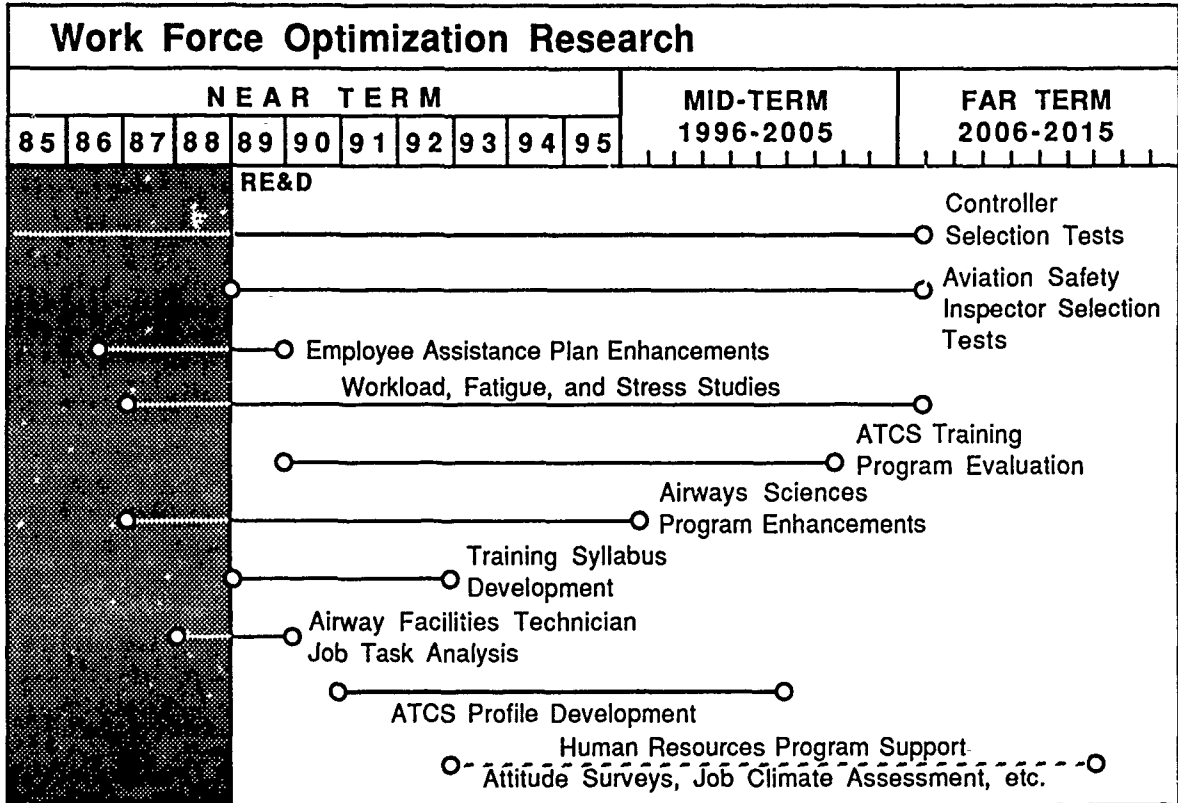 Work Force Optimization Research
NEAR TERM
MID-TERM
1996-2005
FAR TERM
2006-2015
85 86 87 88 89 90 91 92 93 94 95
RE&D
Controller
Selection Tests
Aviation Safety
Inspector Selection
Tests
Employee Assistance Plan Enhancements
Workload, Fatigue, and Stress Studies
ATCS Training
Program Evaluation
Airways Sciences
Program Enhancements
Training Syllabus
Development
Airway Facilities Technician
Job Task Analysis
ATCS Profile Development
Human Resources Program Support-
Attitude Surveys, Job Climate Assessment, etc.